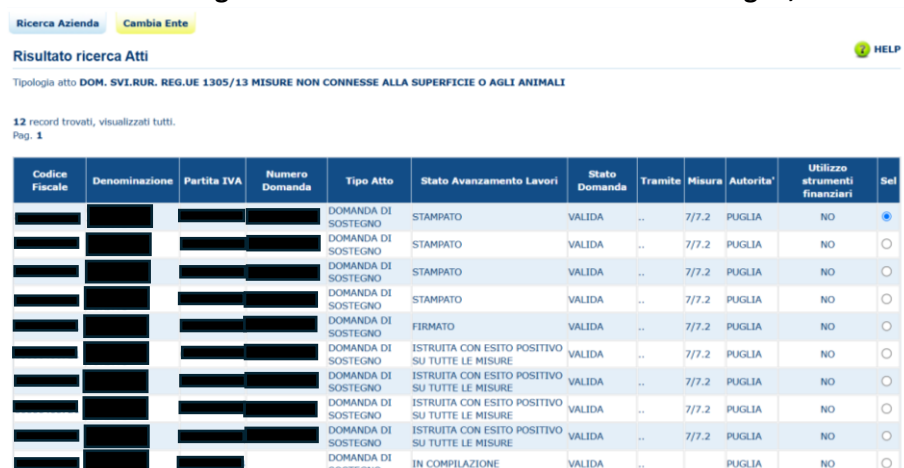 Ricerca Azienda Cambia Ente
Risultato ricerca Atti
HELP
Tipologia atto DOM. SVI.RUR. REG.UE 1305/13 MISURE NON CONNESSE ALLA SUPERFICIE O AGLI ANIMALI
12 record trovati, visualizzati tutti.
Pag. 1
Codice Fiscale Denominazione Partita IVA Numero Domanda Tipo Atto Stato Avanzamento Lavori Stato Domanda Tramite Misura Autorita' Utilizzo strumenti finanziari Sel
DOMANDA DI SOSTEGNO STAMPATO VALIDA .. 7/7.2 PUGLIA NO
DOMANDA DI SOSTEGNO STAMPATO VALIDA .. 7/7.2 PUGLIA NO
DOMANDA DI SOSTEGNO STAMPATO VALIDA .. 7/7.2 PUGLIA NO
DOMANDA DI SOSTEGNO STAMPATO VALIDA .. 7/7.2 PUGLIA NO
DOMANDA DI SOSTEGNO FIRMATO VALIDA .. 7/7.2 PUGLIA NO
DOMANDA DI SOSTEGNO ISTRUITA CON ESITO POSITIVO SU TUTTE LE MISURE VALIDA .. 7/7.2 PUGLIA NO
DOMANDA DI SOSTEGNO ISTRUITA CON ESITO POSITIVO SU TUTTE LE MISURE VALIDA .. 7/7.2 PUGLIA NO
DOMANDA DI SOSTEGNO ISTRUITA CON ESITO POSITIVO SU TUTTE LE MISURE VALIDA .. 7/7.2 PUGLIA NO
DOMANDA DI SOSTEGNO ISTRUITA CON ESITO POSITIVO SU TUTTE LE MISURE VALIDA .. 7/7.2 PUGLIA NO
DOMANDA DI IN COMPILAZIONE VALIDA .. PUGLIA NO